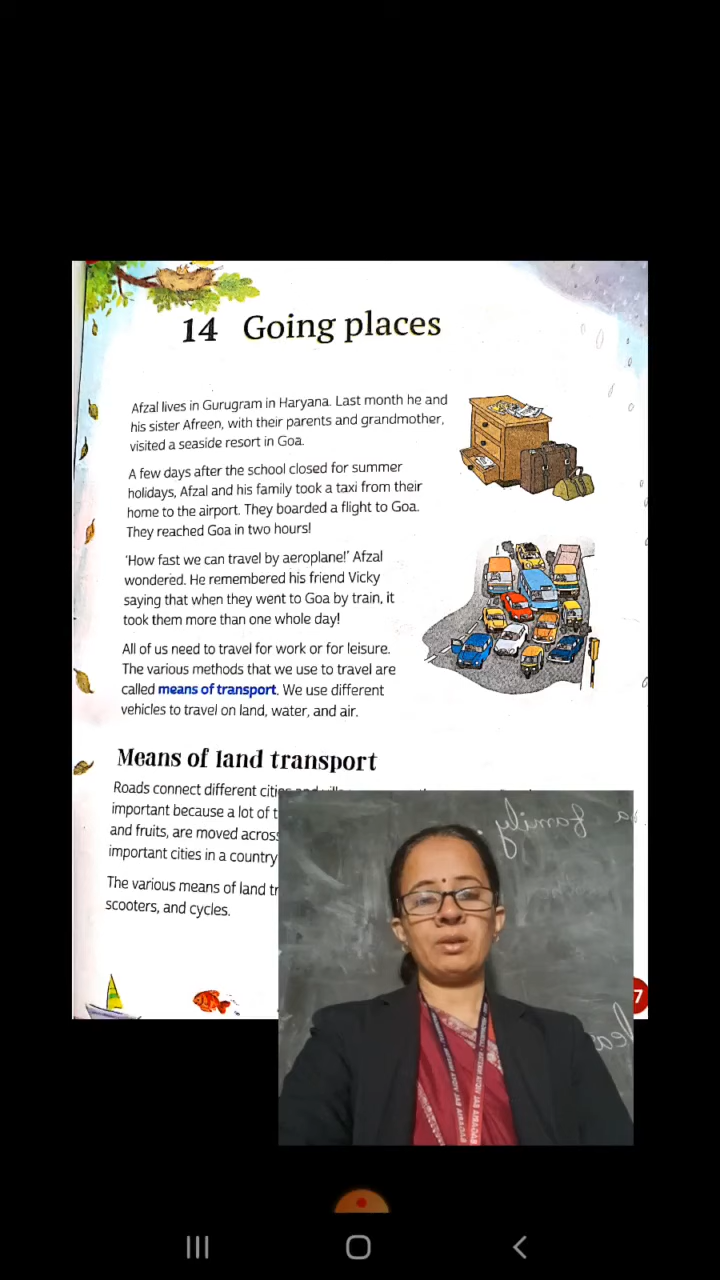 14 Going places
Afzal lives in Gurugram in Haryana. Last month he and
his sister Afreen, with their parents and grandmother,
visited a seaside resort in Goa.
A few days after the school closed for summer
holidays, Afzal and his family took a taxi from their
home to the airport. They boarded a flight to Goa.
They reached Goa in two hours!
'How fast we can travel by aeroplane!' Afzal
wondered. He remembered his friend Vicky
saying that when they went to Goa by train, it
took them more than one whole day!
All of us need to travel for work or for leisure.
The various methods that we use to travel are
called means of transport. We use different
vehicles to travel on land, water, and air.
Means of land transport
Roads connect different
important because a lot of
and fruits, are moved
important cities in a country
The various means of land
scooters, and cycles.
family
7